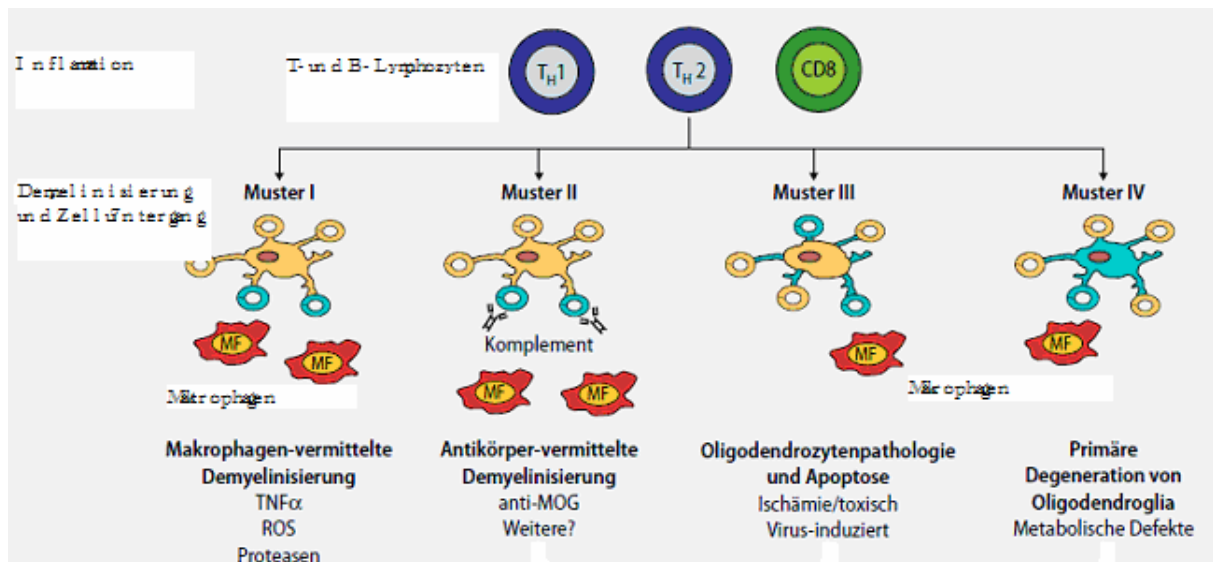 Inflammation
T- und B-Lymphozyten
TH1
TH2
CD8
Demyelinisierung
und Zell-Untergang
Muster I
Muster II
Muster III
Muster IV
Komplement
MF
MF
MF
MF
MF
MF
Makrophagen
Makrophagen
Makrophagen-vermittelte
Demyelinisierung
TNFα
ROS
Proteasen
Antikörper-vermittelte
Demyelinisierung
anti-MOG
Weitere?
Oligodendrozytenpathologie
und Apoptose
Ischämie/toxisch
Virus-induziert
Primäre
Degeneration von
Oligodendroglia
Metabolische Defekte